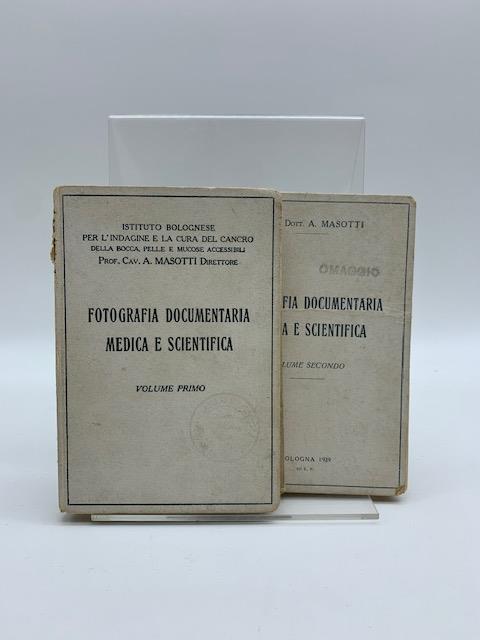 ISTITUTO BOLOGNESE
PER L'INDAGINE E LA CURA DEL CANCRO
DELLA BOCCA, PELLE E MUCOSE ACCESSIBILI
PROF. CAV. A. MASOTTI DIRETTORE
FOTOGRAFIA DOCUMENTARIA
MEDICA E SCIENTIFICA
VOLUME PRIMO
DOTT. A. MASOTTI
OMAGGIO
FIA DOCUMENTARIA
A E SCIENTIFICA
LUME SECONDO
OLOGNA 1929